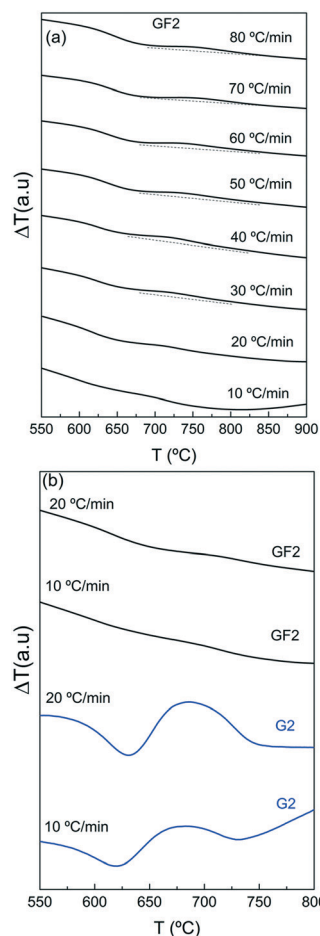 GF2
(a)
80 ºC/min
70 ºC/min
60 ºC/min
50 ºC/min
40 ºC/min
30 ºC/min
20 ºC/min
10 ºC/min
ΔT(a.u)
550 600 650 700 750 800 850 900
T (ºC)
(b)
20 ºC/min
GF2
10 ºC/min
GF2
20 ºC/min
G2
10 ºC/min
G2
ΔT(a.u)
550 600 650 700 750 800
T (ºC)